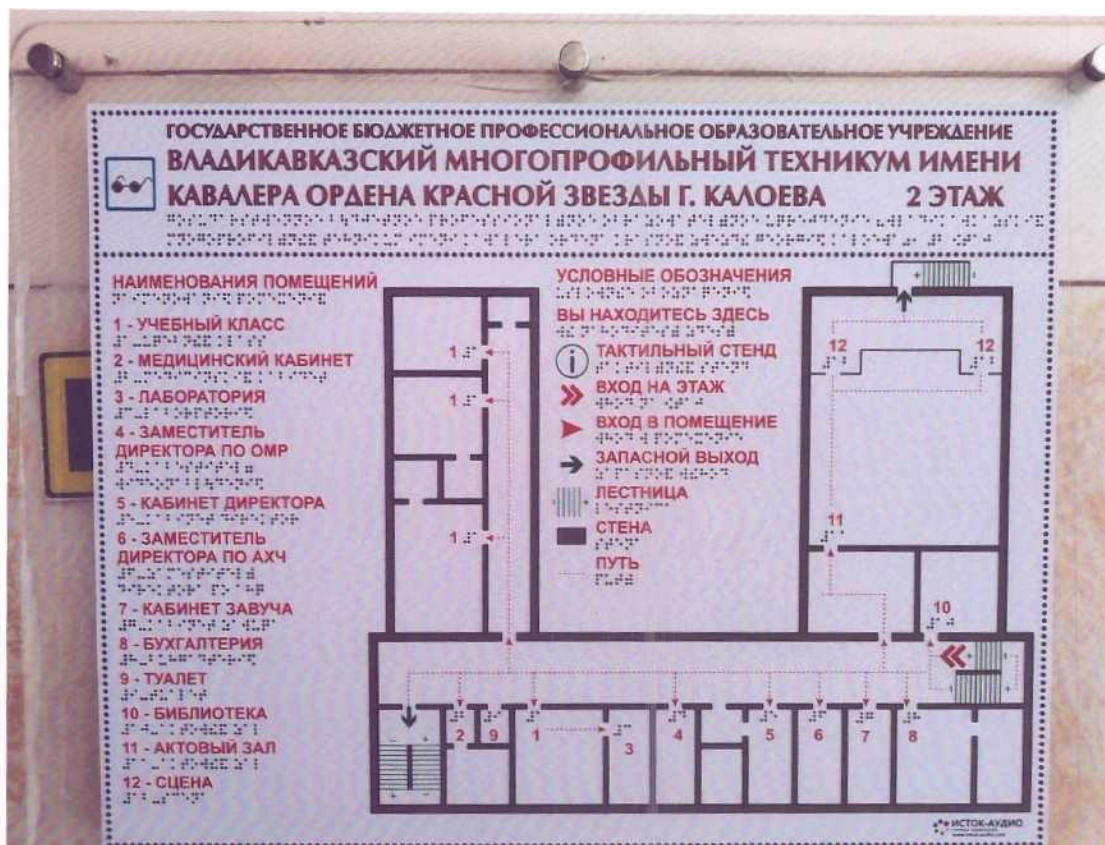 ГОСУДАРСТВЕННОЕ БЮДЖЕТНОЕ ПРОФЕССИОНАЛЬНОЕ ОБРАЗОВАТЕЛЬНОЕ УЧРЕЖДЕНИЕ
ВЛАДИКАВКАЗСКИЙ МНОГОПРОФИЛЬНЫЙ ТЕХНИКУМ ИМЕНИ
КАВАЛЕРА ОРДЕНА КРАСНОЙ ЗВЕЗДЫ Г. КАЛОЕВА 2 ЭТАЖ
НАИМЕНОВАНИЯ ПОМЕЩЕНИЙ
1 - УЧЕБНЫЙ КЛАСС
2 - МЕДИЦИНСКИЙ КАБИНЕТ
3 - ЛАБОРАТОРИЯ
4 - ЗАМЕСТИТЕЛЬ
ДИРЕКТОРА ПО ОМР
5 - КАБИНЕТ ДИРЕКТОРА
6 - ЗАМЕСТИТЕЛЬ
ДИРЕКТОРА ПО АХЧ
7 - КАБИНЕТ ЗАВУЧА
8 - БУХГАЛТЕРИЯ
9 - ТУАЛЕТ
10 - БИБЛИОТЕКА
11 - АКТОВЫЙ ЗАЛ
12 - СЦЕНА
УСЛОВНЫЕ ОБОЗНАЧЕНИЯ
ВЫ НАХОДИТЕСЬ ЗДЕСЬ
ТАКТИЛЬНЫЙ СТЕНД
ВХОД НА ЭТАЖ
ВХОД В ПОМЕЩЕНИЕ
ЗАПАСНОЙ ВЫХОД
ЛЕСТНИЦА
СТЕНА
ПУТЬ
1
1
1
12 12
11
10
2 9 1 3 4 5 6 7 8
ИСТОК-АУДИО